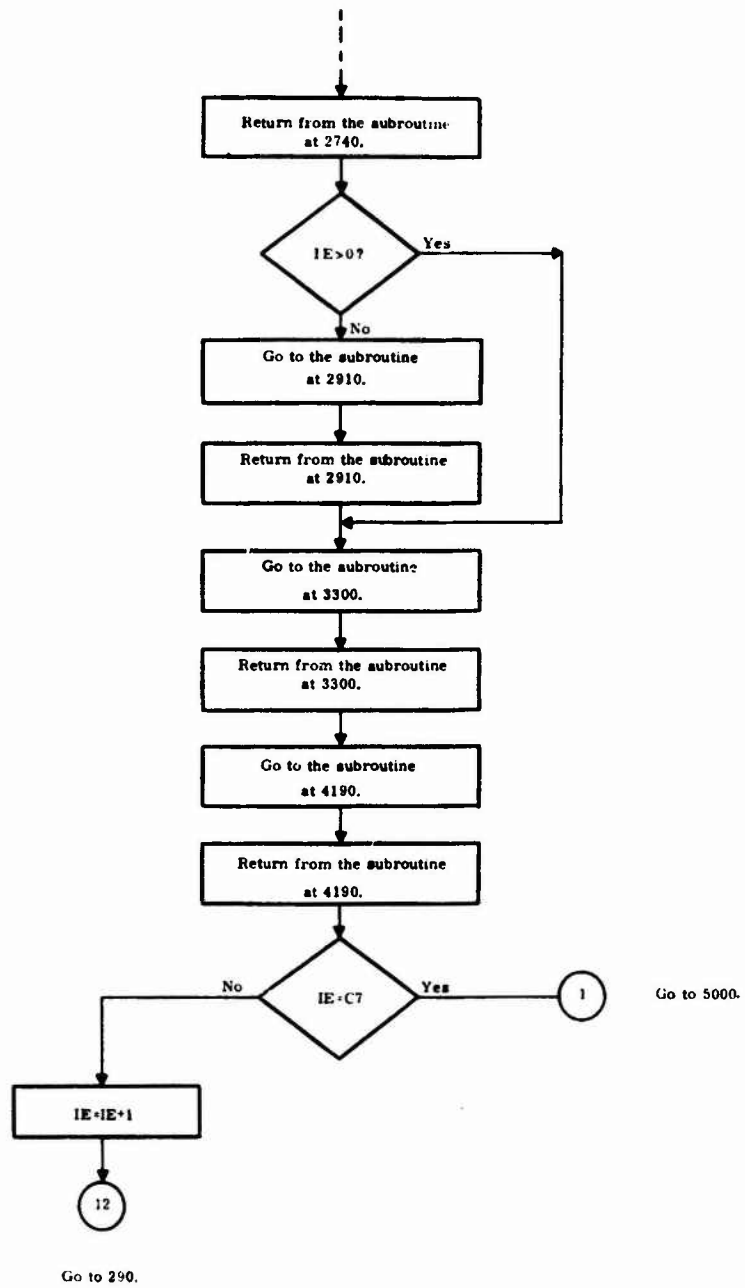 Return from the subroutine
at 2740.
IE>0?
Yes
No
Go to the subroutine
at 2910.
Return from the subroutine
at 2910.
Go to the subroutine
at 3300.
Return from the subroutine
at 3300.
Go to the subroutine
at 4190.
Return from the subroutine
at 4190.
No
IE=C7
Yes
1
Go to 5000.
IE=IE+1
12
Go to 290.